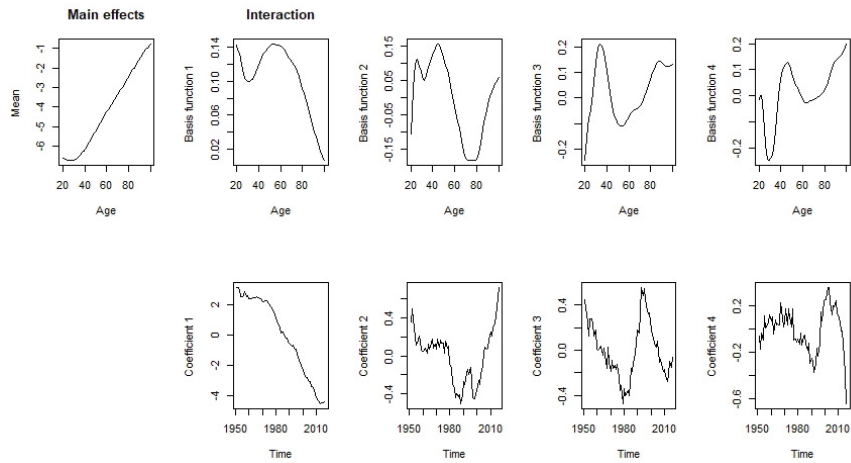 Main effects
Interaction
Mean
-1
-2
-3
-4
-5
-6
20 40 60 80
Age
Basis function 1
0.14
0.10
0.06
0.02
20 40 60 80
Age
Basis function 2
0.15
0.05
-0.05
-0.15
20 40 60 80
Age
Basis function 3
0.2
0.1
0.0
-0.2
20 40 60 80
Age
Basis function 4
0.2
0.1
0.0
-0.2
20 40 60 80
Age
Coefficient 1
2
0
-2
-4
1950 1980 2010
Time
Coefficient 2
0.4
0.0
-0.4
1950 1980 2010
Time
Coefficient 3
0.4
0.0
-0.4
1950 1980 2010
Time
Coefficient 4
0.2
-0.2
-0.6
1950 1980 2010
Time